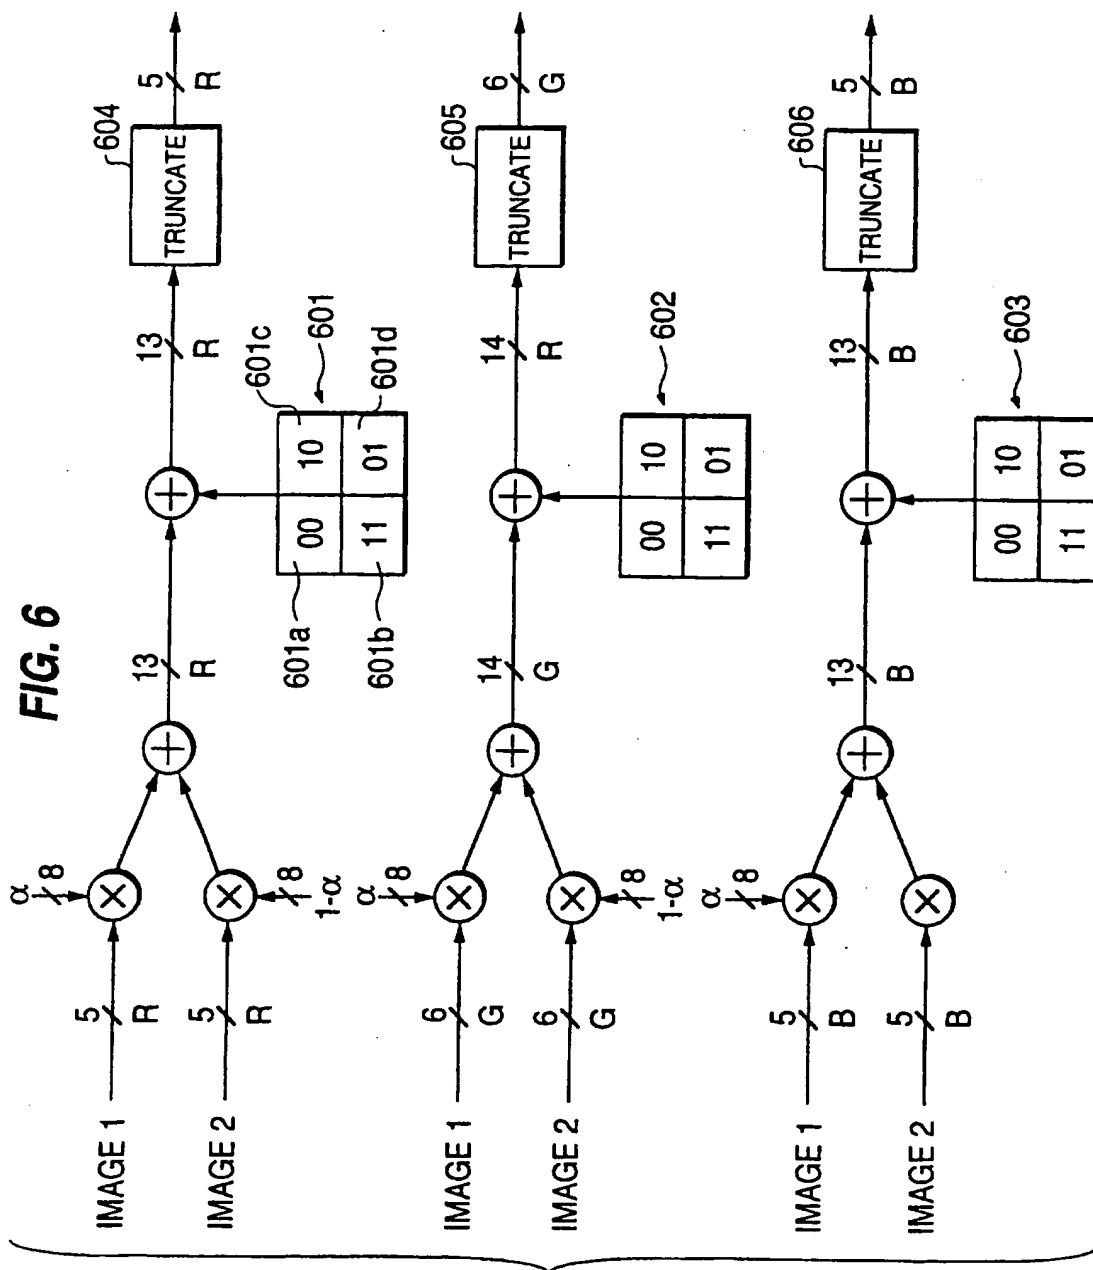 FIG. 6
IMAGE 1
5
R
α
8
IMAGE 2
5
R
1-α
8
13
R
601a
00
10
601c
601b
11
01
601d
601
13
R
604
TRUNCATE
5
R
IMAGE 1
6
G
α
8
IMAGE 2
6
G
1-α
8
14
G
00
10
11
01
602
14
R
605
TRUNCATE
6
G
IMAGE 1
5
B
α
8
IMAGE 2
5
B
13
B
00
10
11
01
603
13
B
606
TRUNCATE
5
B